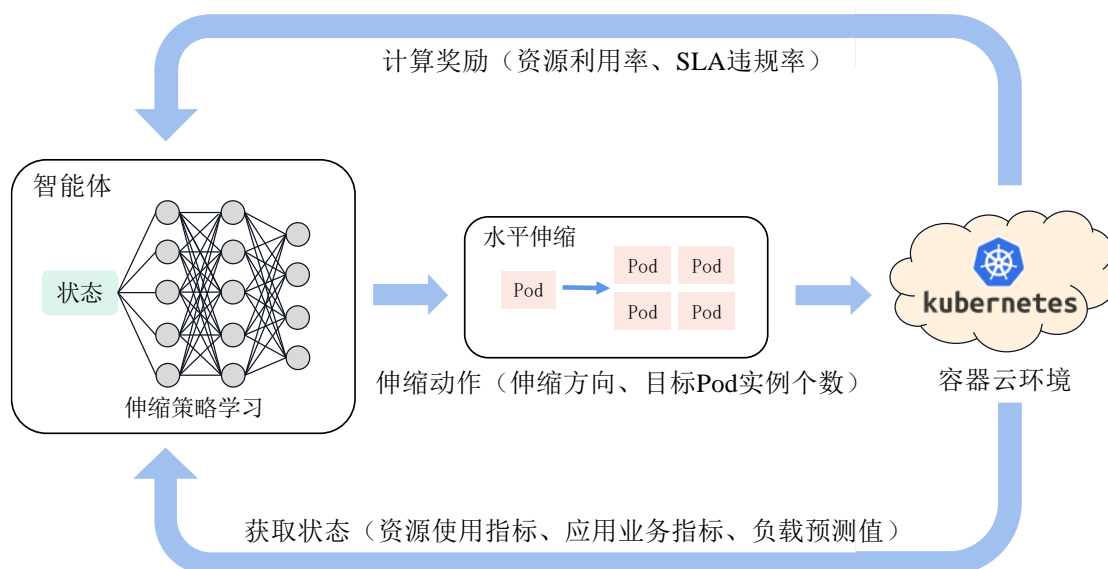 计算奖励（资源利用率、SLA违规率）
智能体
状态
伸缩策略学习
水平伸缩
Pod
Pod Pod
Pod Pod
伸缩动作（伸缩方向、目标Pod实例个数）
kubernetes
容器云环境
获取状态（资源使用指标、应用业务指标、负载预测值）